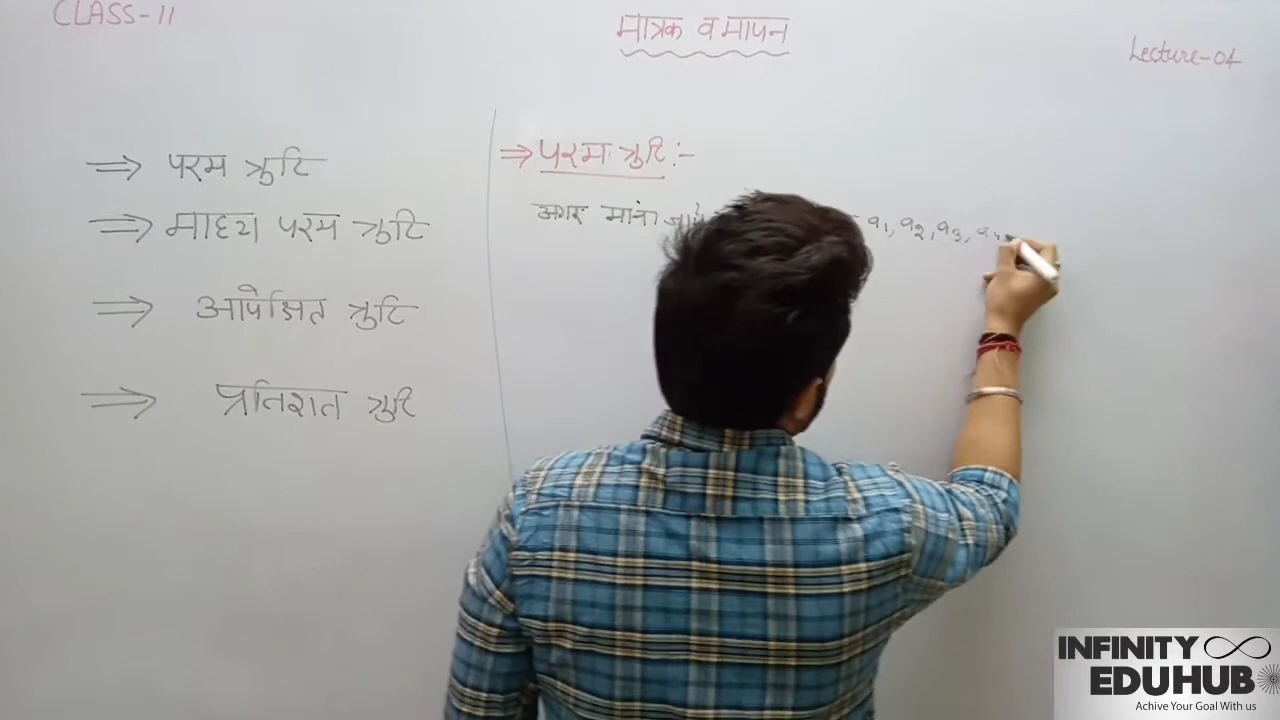 CLASS-11
मात्रक व मापन
Lecture-04
⇒ परम त्रुटि
⇒ माध्य परम त्रुटि
⇒ आपेक्षित त्रुटि
⇒ प्रतिशत त्रुटि
⇒ परम त्रुटि :-
अगर माना a₁, a₂, a₃, a₄
INFINITY
EDUHUB
Achive Your Goal With us